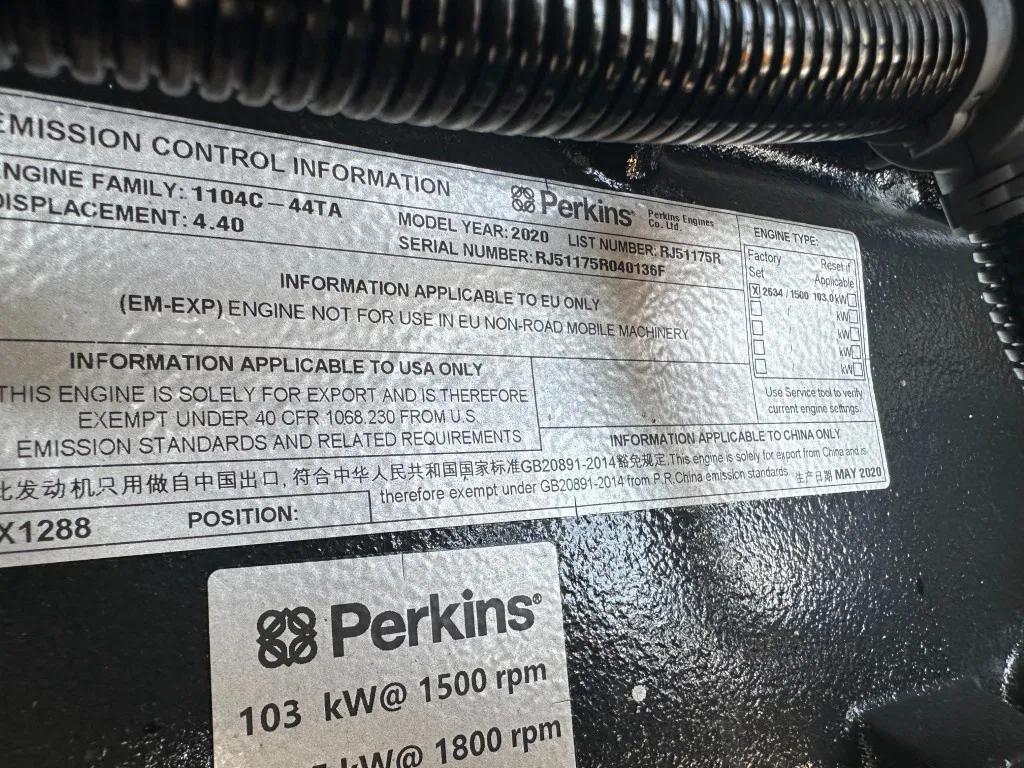 EMISSION CONTROL INFORMATION
Perkins® Perkins Engines
Co. Ltd.
ENGINE FAMILY: 1104C - 44TA
DISPLACEMENT: 4.40
MODEL YEAR: 2020 LIST NUMBER: RJ51175R
SERIAL NUMBER: RJ51175R040136F
INFORMATION APPLICABLE TO EU ONLY
(EM-EXP) ENGINE NOT FOR USE IN EU NON-ROAD MOBILE MACHINERY
ENGINE TYPE:
Factory Reset if
Set Applicable
X 2634 / 1500 103.0 kW
/ kW
/ kW
/ kW
/ kW
Use Service tool to verify
current engine settings.
INFORMATION APPLICABLE TO USA ONLY
THIS ENGINE IS SOLELY FOR EXPORT AND IS THEREFORE
EXEMPT UNDER 40 CFR 1068.230 FROM U.S.
EMISSION STANDARDS AND RELATED REQUIREMENTS
INFORMATION APPLICABLE TO CHINA ONLY
此发动机只用做自中国出口, 符合中华人民共和国国家标准GB20891-2014豁免规定.This engine is solely for export from China and is
therefore exempt under GB20891-2014 from P.R.China emission standards
生产日期 MAY 2020
X1288 POSITION:
Perkins®
103 kW@ 1500 rpm
kW@ 1800 rpm